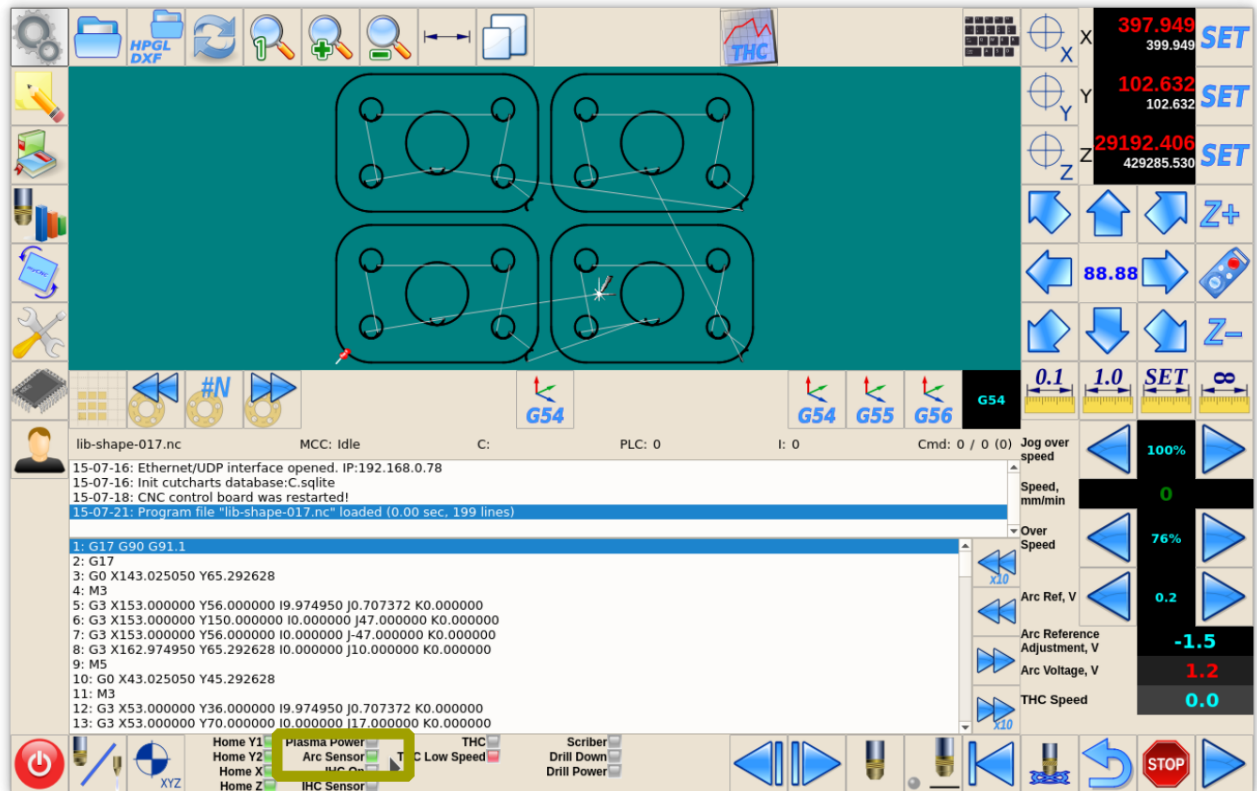 HPGL
DXF
1
THC
X
X
397.949
399.949
SET
Y
Y
102.632
102.632
SET
Z
Z
29192.406
429285.530
SET
Z+
myCNC
88.88
Z-
#N
G54
G54
G55
G56
G54
0.1
1.0
SET
∞
lib-shape-017.nc
MCC: Idle
C:
PLC: 0
I: 0
Cmd: 0 / 0 (0)
15-07-16: Ethernet/UDP interface opened. IP:192.168.0.78
15-07-16: Init cutcharts database:C.sqlite
15-07-18: CNC control board was restarted!
15-07-21: Program file "lib-shape-017.nc" loaded (0.00 sec, 199 lines)
1: G17 G90 G91.1
2: G17
3: G0 X143.025050 Y65.292628
4: M3
5: G3 X153.000000 Y56.000000 I9.974950 J0.707372 K0.000000
6: G3 X153.000000 Y150.000000 I0.000000 J47.000000 K0.000000
7: G3 X153.000000 Y56.000000 I0.000000 J-47.000000 K0.000000
8: G3 X162.974950 Y65.292628 I0.000000 J10.000000 K0.000000
9: M5
10: G0 X43.025050 Y45.292628
11: M3
12: G3 X53.000000 Y36.000000 I9.974950 J0.707372 K0.000000
13: G3 X53.000000 Y70.000000 I0.000000 J17.000000 K0.000000
x10
x10
Jog over
speed
100%
Speed,
mm/min
0
Over
Speed
76%
Arc Ref, V
0.2
Arc Reference
Adjustment, V
-1.5
Arc Voltage, V
1.2
THC Speed
0.0
XYZ
Home Y1
Home Y2
Home X
Home Z
Plasma Power
Arc Sensor
IHC On
IHC Sensor
THC
Low Speed
Scriber
Drill Down
Drill Power
STOP